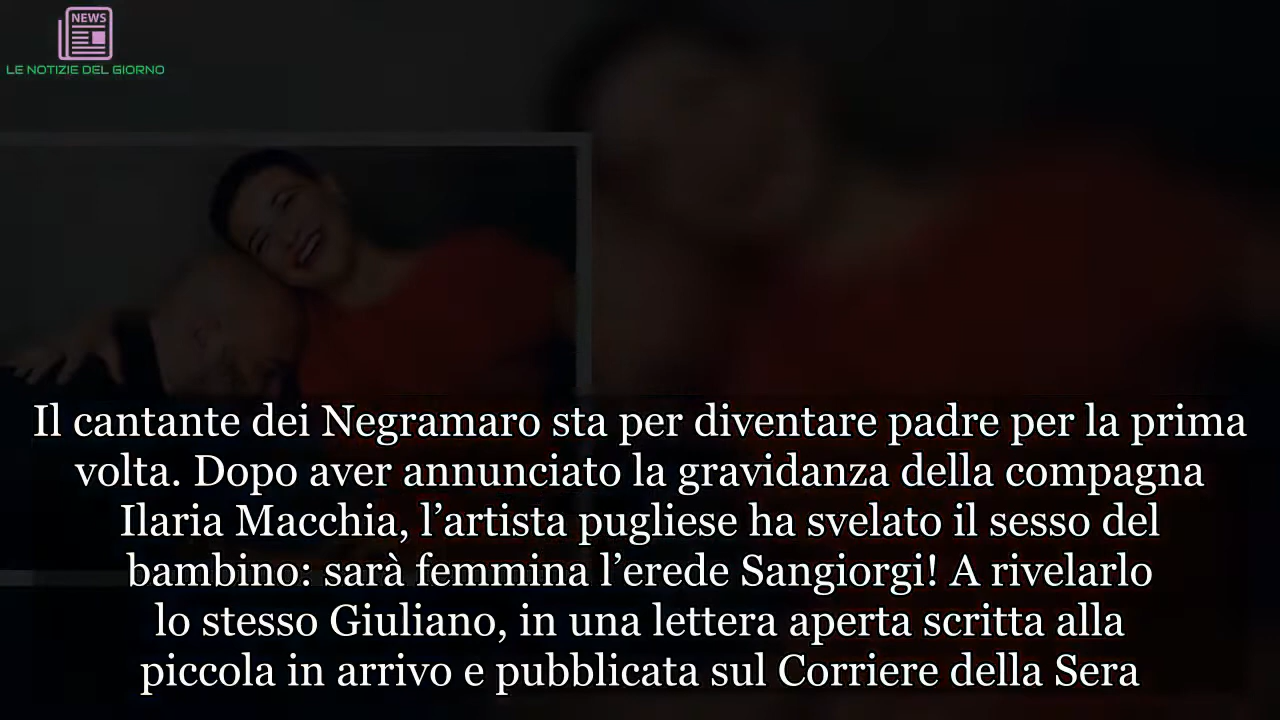 NEWS
LE NOTIZIE DEL GIORNO
Il cantante dei Negramaro sta per diventare padre per la prima
volta. Dopo aver annunciato la gravidanza della compagna
Ilaria Macchia, l’artista pugliese ha svelato il sesso del
bambino: sarà femmina l’erede Sangiorgi! A rivelarlo
lo stesso Giuliano, in una lettera aperta scritta alla
piccola in arrivo e pubblicata sul Corriere della Sera